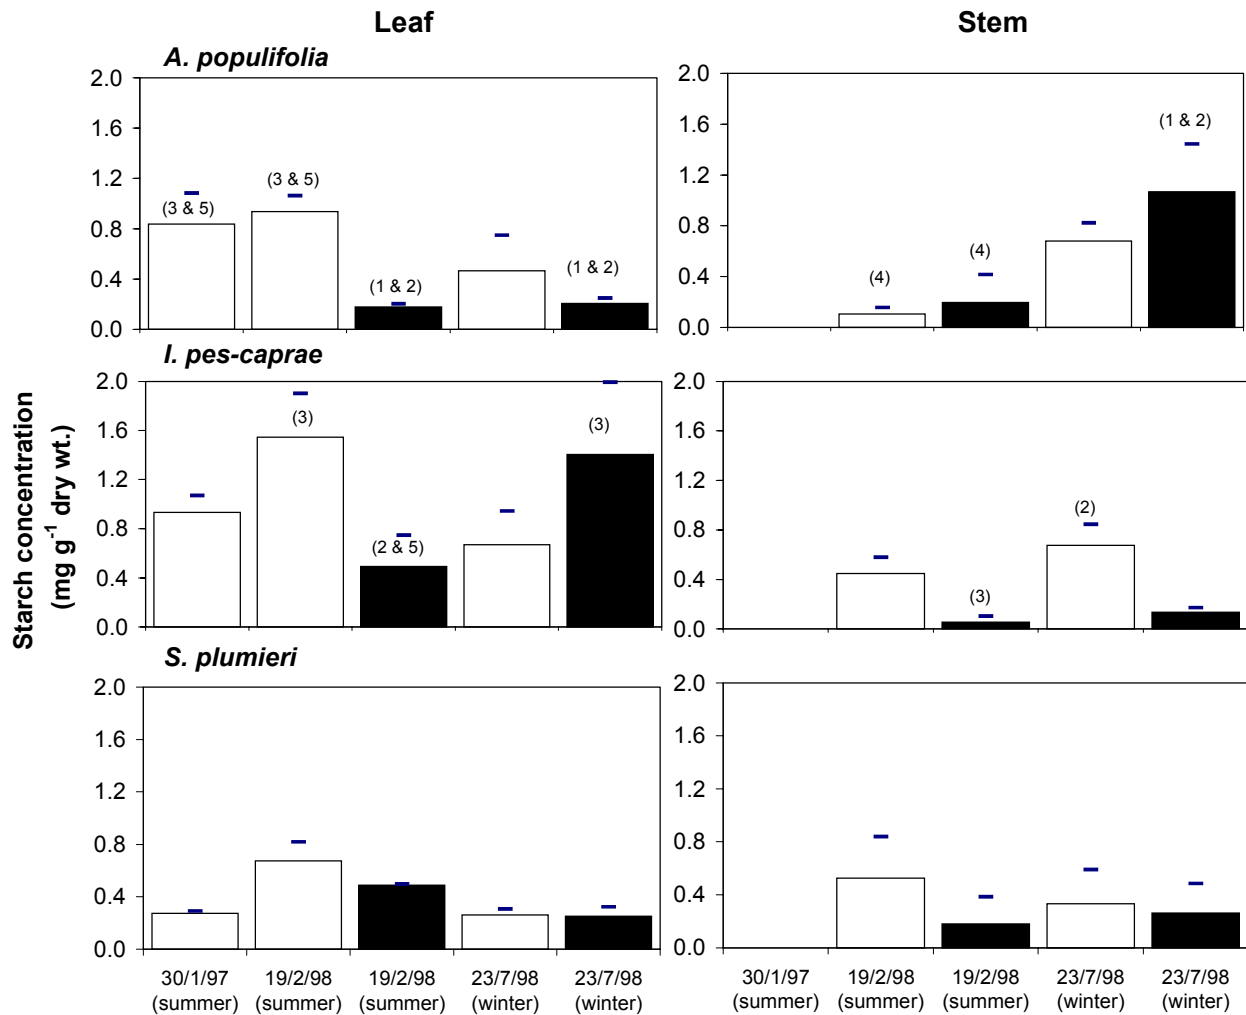 Leaf
Stem
A. populifolia
2.0
1.6
1.2
0.8
0.4
0.0
(3 & 5)
(3 & 5)
(1 & 2)
(1 & 2)
2.0
1.6
1.2
0.8
0.4
0.0
(4)
(4)
(1 & 2)
I. pes-caprae
Starch concentration
(mg g⁻¹ dry wt.)
2.0
1.6
1.2
0.8
0.4
0.0
(3)
(2 & 5)
(3)
2.0
1.6
1.2
0.8
0.4
0.0
(3)
(2)
S. plumieri
2.0
1.6
1.2
0.8
0.4
0.0
30/1/97 19/2/98 19/2/98 23/7/98 23/7/98
(summer) (summer) (summer) (winter) (winter)
2.0
1.6
1.2
0.8
0.4
0.0
30/1/97 19/2/98 19/2/98 23/7/98 23/7/98
(summer) (summer) (summer) (winter) (winter)